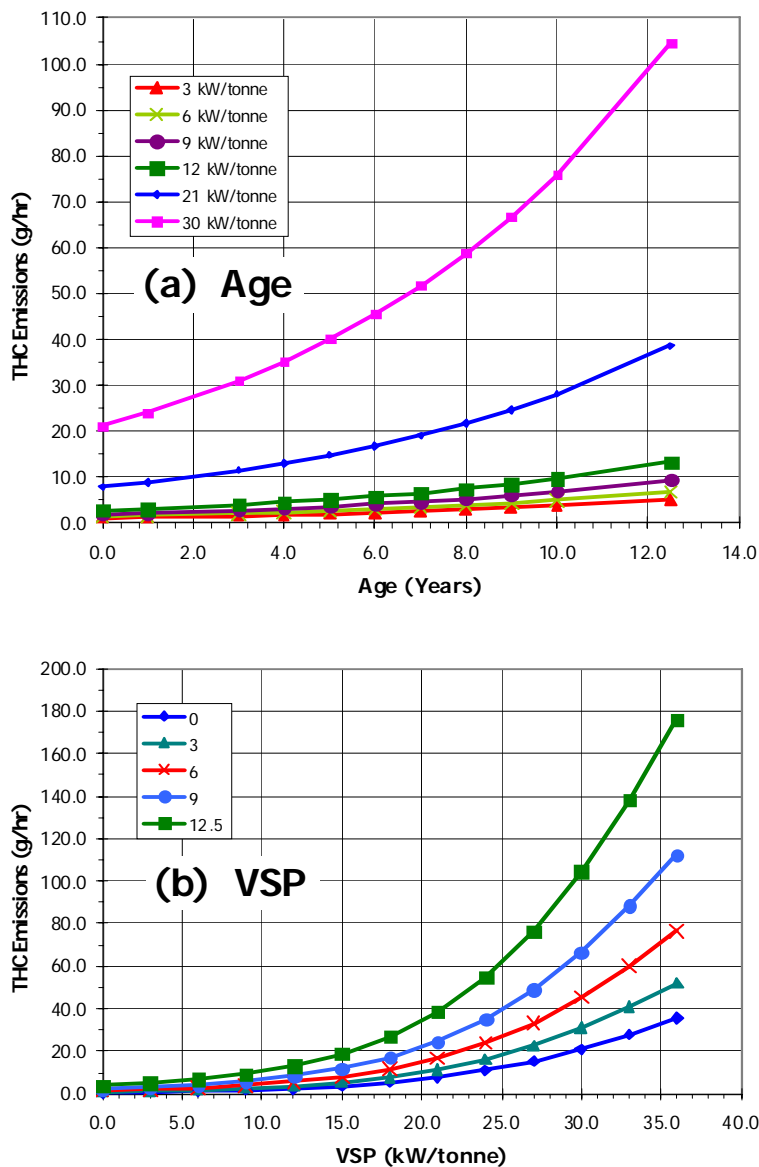 110.0
100.0
90.0
80.0
70.0
60.0
50.0
40.0
30.0
20.0
10.0
0.0
THC Emissions (g/hr)
3 kW/tonne
6 kW/tonne
9 kW/tonne
12 kW/tonne
21 kW/tonne
30 kW/tonne
(a) Age
0.0 2.0 4.0 6.0 8.0 10.0 12.0 14.0
Age (Years)
200.0
180.0
160.0
140.0
120.0
100.0
80.0
60.0
40.0
20.0
0.0
THC Emissions (g/hr)
0
3
6
9
12.5
(b) VSP
0.0 5.0 10.0 15.0 20.0 25.0 30.0 35.0 40.0
VSP (kW/tonne)